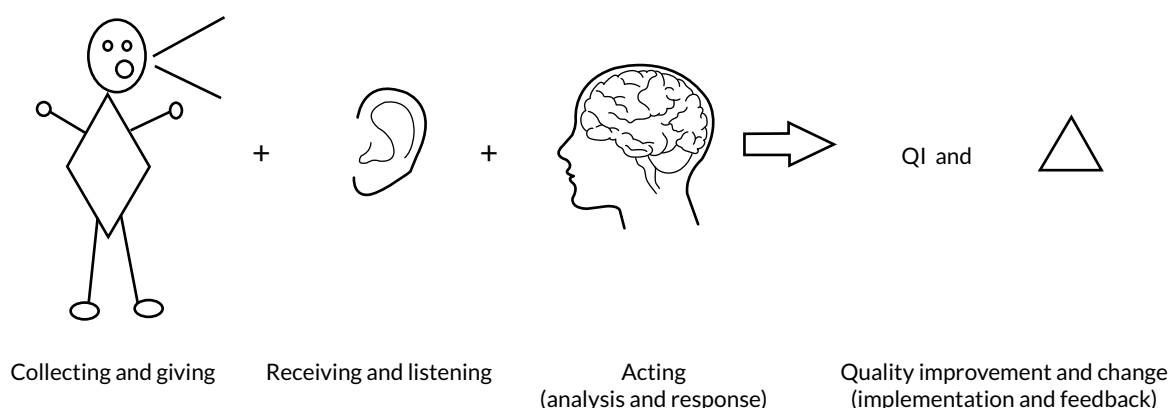 +
+
QI and
Collecting and giving
Receiving and listening
Acting
(analysis and response)
Quality improvement and change
(implementation and feedback)